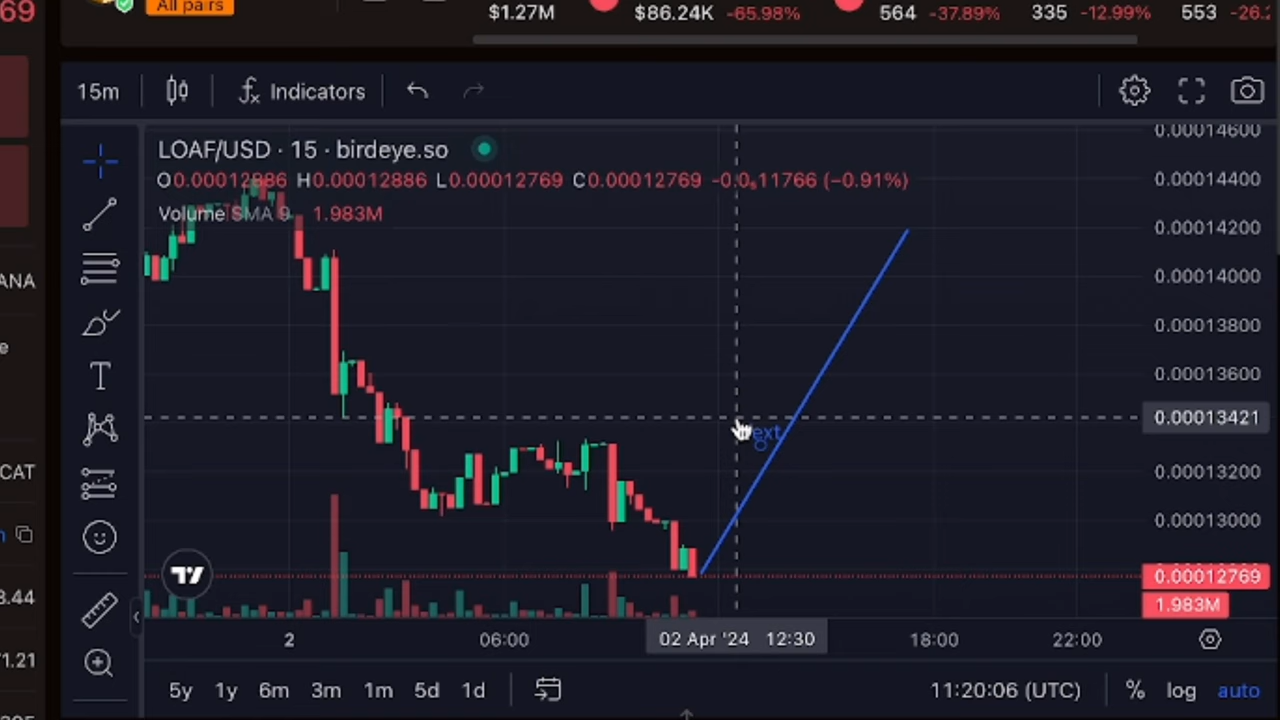 69
All pairs
$1.27M $86.24K -65.98% 564 -37.89% 335 -12.99% 553 -26.
15m Indicators
LOAF/USD · 15 · birdeye.so
O0.00012886 H0.00012886 L0.00012769 C0.00012769 -0.0₅11766 (−0.91%)
Volume SMA 9 1.983M
0.00014600
0.00014400
0.00014200
0.00014000
0.00013800
0.00013600
0.00013421
0.00013200
0.00013000
0.00012769
1.983M
Text
ANA
e
CAT
8.44
71.21
2 06:00 02 Apr '24 12:30 18:00 22:00
5y 1y 6m 3m 1m 5d 1d 11:20:06 (UTC) % log auto